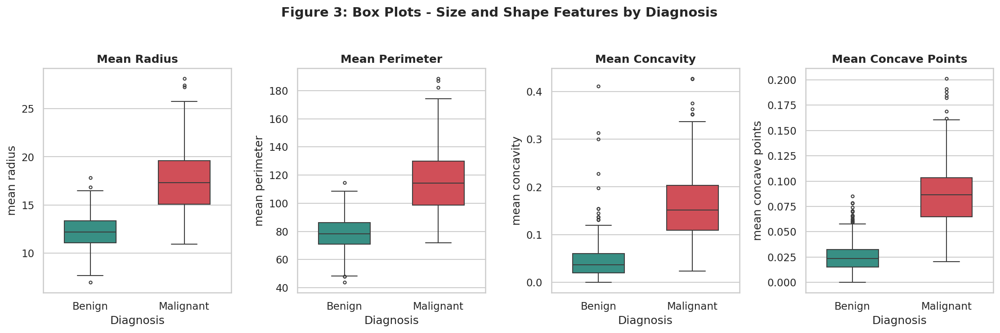 Figure 3: Box Plots - Size and Shape Features by Diagnosis
Mean Radius
mean radius
25
20
15
10
Benign Malignant
Diagnosis
Mean Perimeter
mean perimeter
180
160
140
120
100
80
60
40
Benign Malignant
Diagnosis
Mean Concavity
mean concavity
0.4
0.3
0.2
0.1
0.0
Benign Malignant
Diagnosis
Mean Concave Points
mean concave points
0.200
0.175
0.150
0.125
0.100
0.075
0.050
0.025
0.000
Benign Malignant
Diagnosis